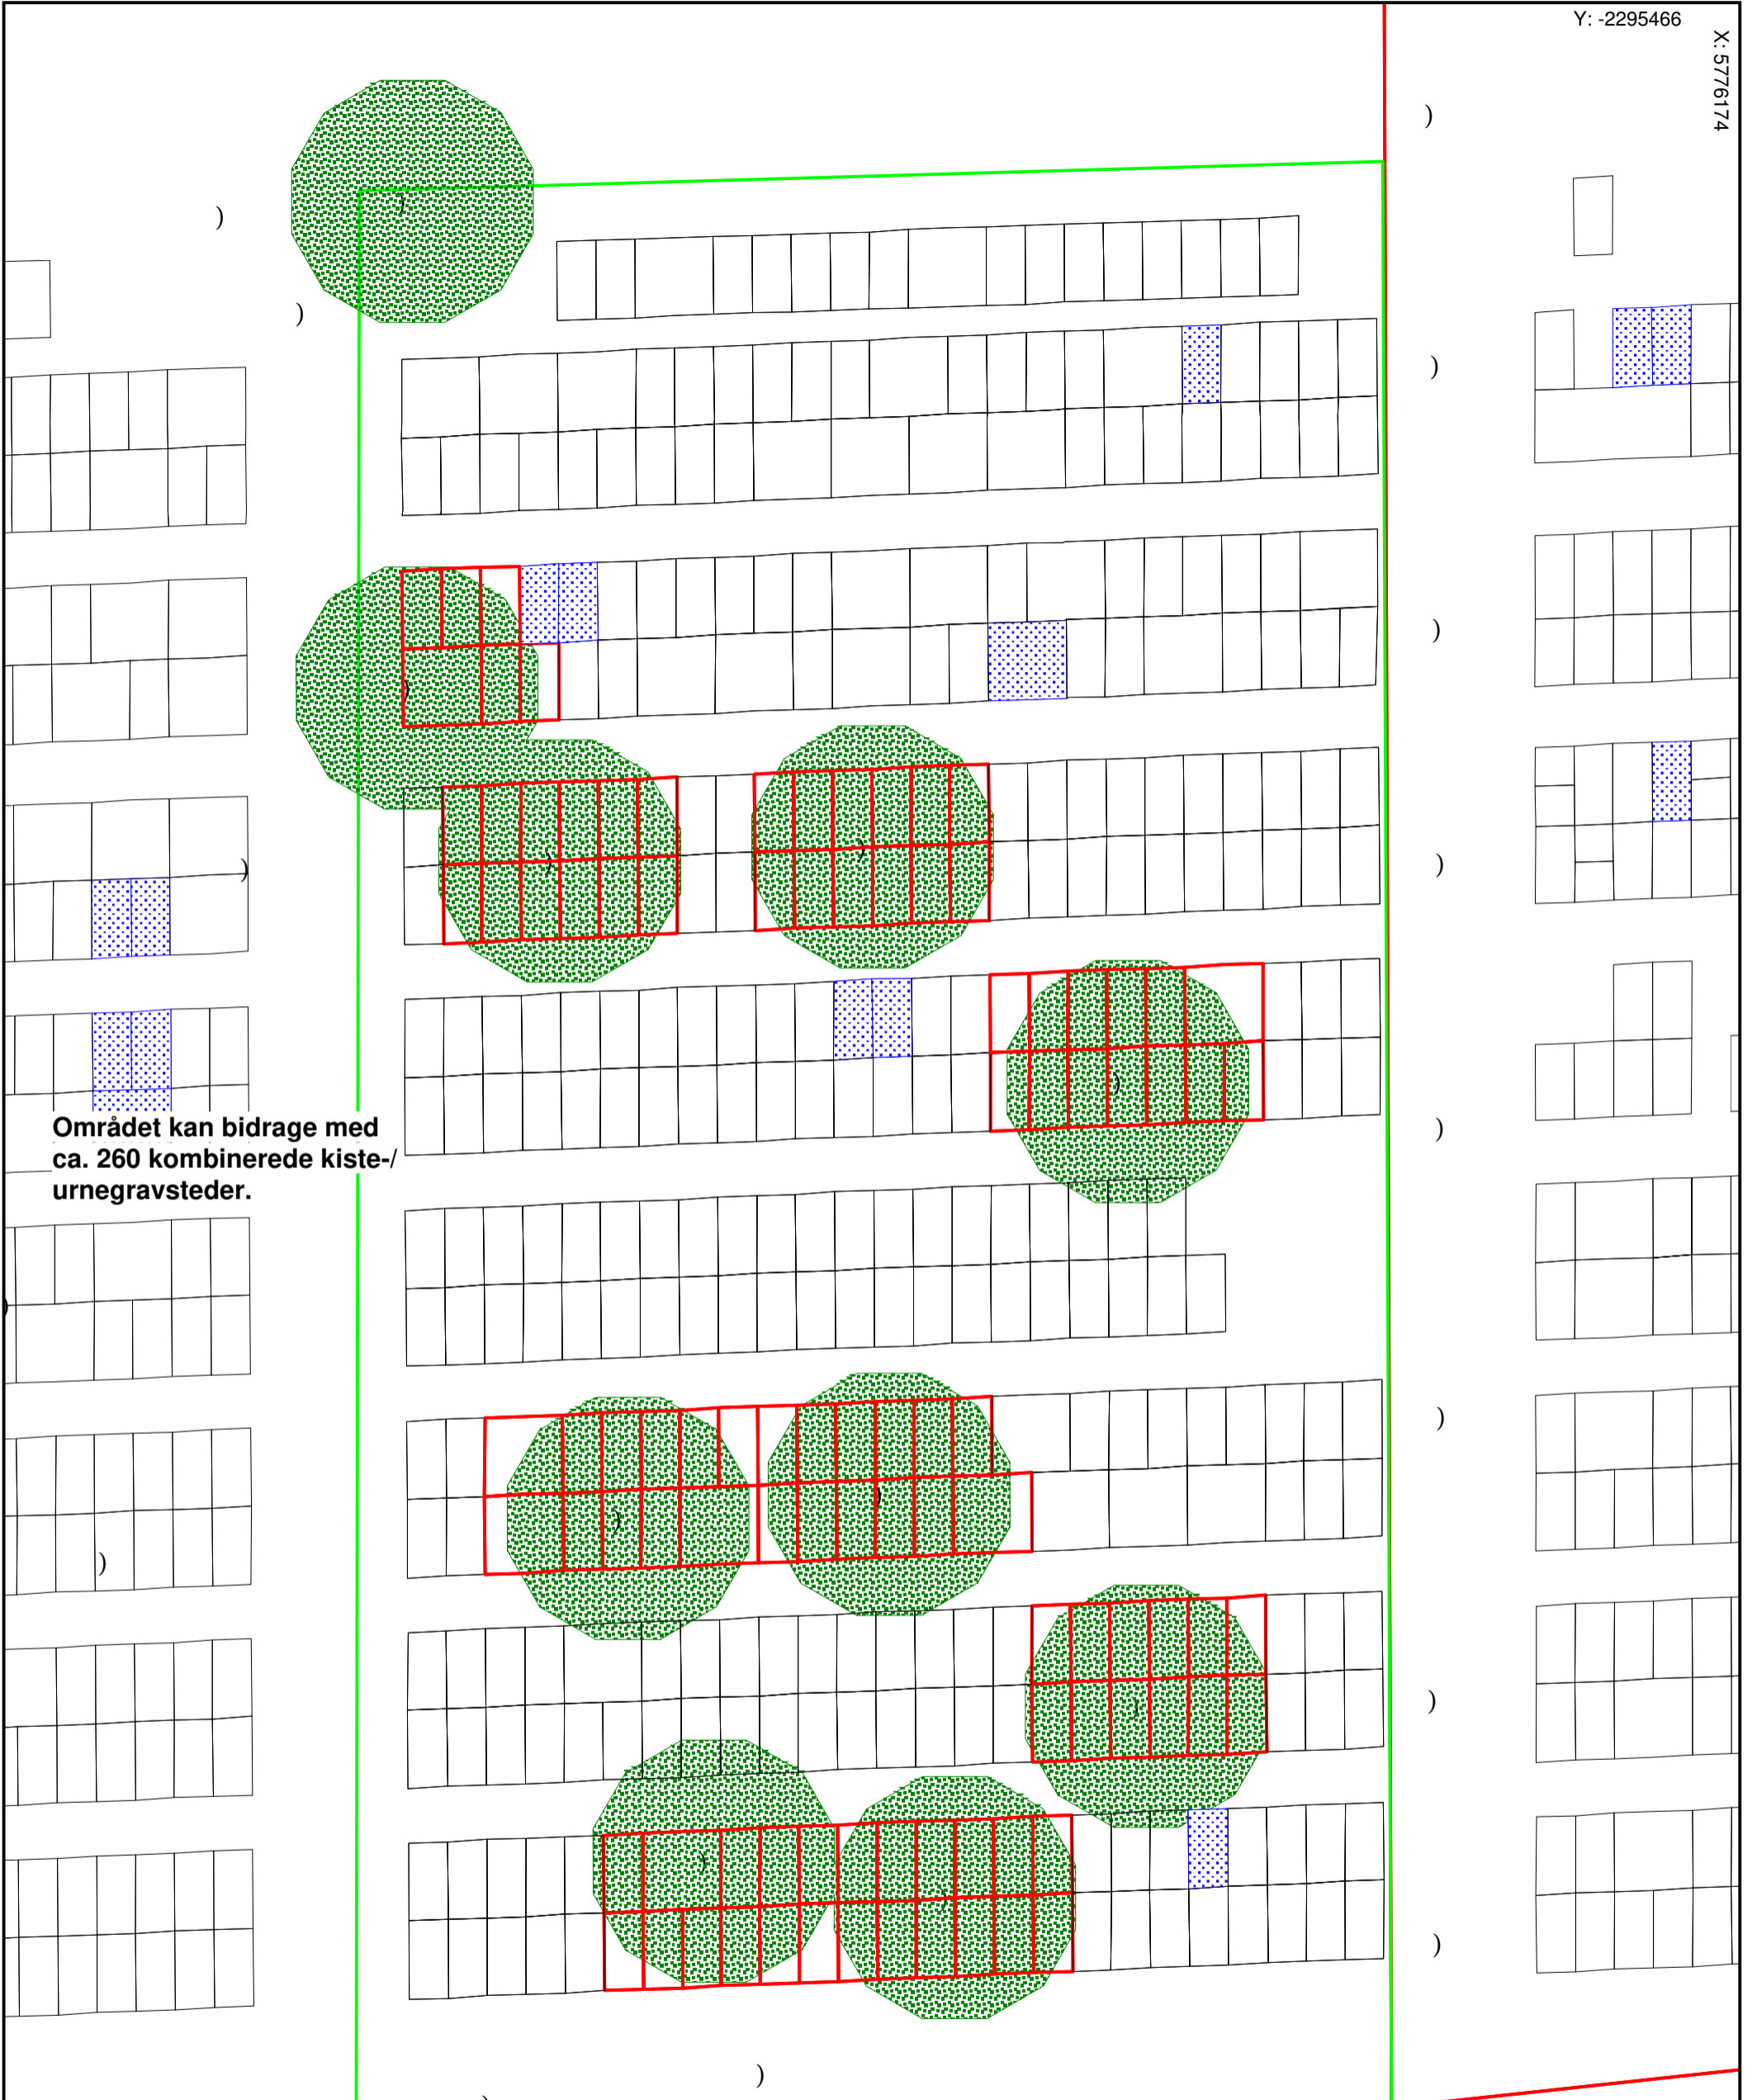 Y: -2295466
X: 5776174
Området kan bidrage med
ca. 260 kombinerede kiste-/
urnegravsteder.